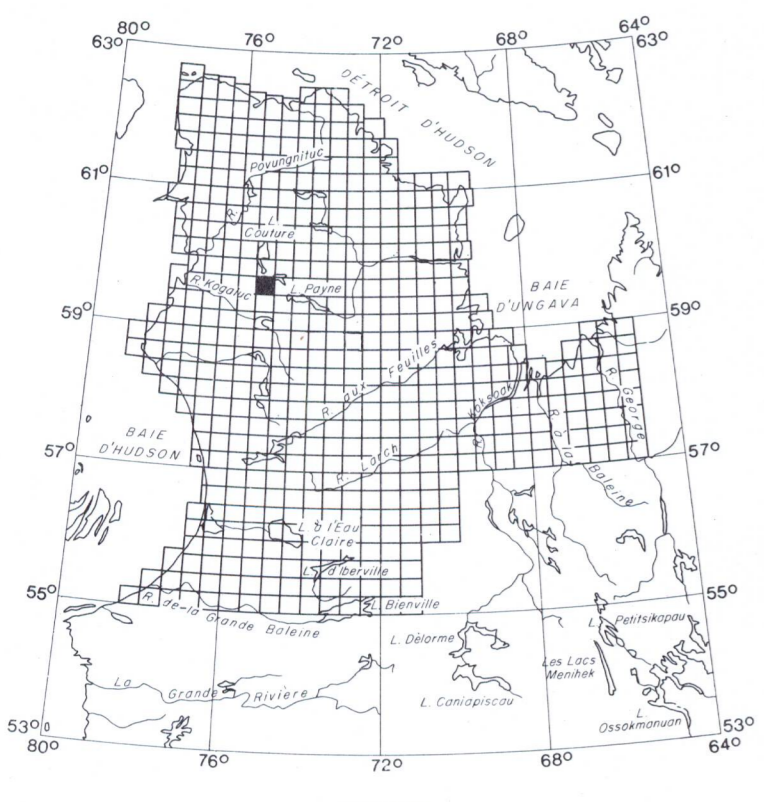 80° 76° 72° 68° 64°
63° 63°
DÉTROIT D'HUDSON
61° 61°
Povungnituc
R.
L.
Couture
R. Kogaluc
L. Payne
BAIE
D'UNGAVA
59° 59°
R. aux Feuilles
Koksoak
R.
R. George
R. à la Baleine
BAIE
D'HUDSON
57° 57°
R. Larch
L. à l'Eau
Claire
L. d'Iberville
55° 55°
R. de-la Grande Baleine
L. Bienville
L. Petitsikapau
L. Délorme
Les Lacs
Menihek
La Grande Rivière
L. Caniapiscau
L.
Ossokmanuan
53° 53°
80° 76° 72° 68° 64°